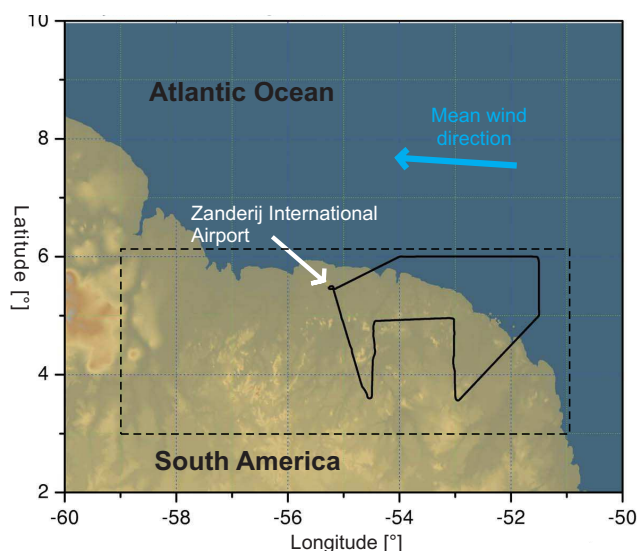 10
8
6
4
2
Latitude [°]
Atlantic Ocean
Mean wind
direction
Zanderij International
Airport
South America
-60
-58
-56
-54
-52
-50
Longitude [°]